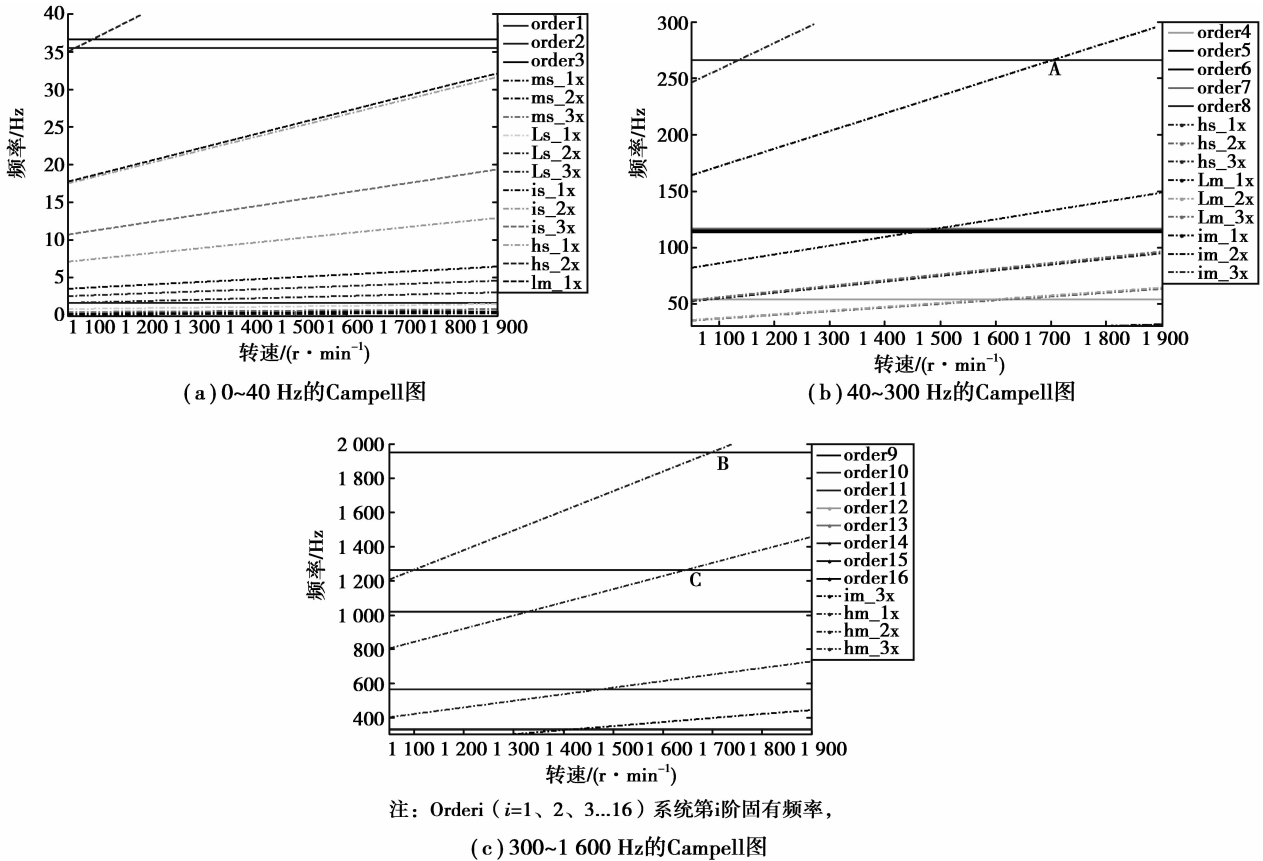 40
35
30
25
20
15
10
5
0
频率/Hz
1 100 1 200 1 300 1 400 1 500 1 600 1 700 1 800 1 900
转速/(r · min⁻¹)
order1
order2
order3
ms_1x
ms_2x
ms_3x
Ls_1x
Ls_2x
Ls_3x
is_1x
is_2x
is_3x
hs_1x
hs_2x
lm_1x
(a) 0~40 Hz的Campell图
300
250
200
150
100
50
频率/Hz
A
1 100 1 200 1 300 1 400 1 500 1 600 1 700 1 800 1 900
转速/(r · min⁻¹)
order4
order5
order6
order7
order8
hs_1x
hs_2x
hs_3x
Lm_1x
Lm_2x
Lm_3x
im_1x
im_2x
im_3x
(b) 40~300 Hz的Campell图
2 000
1 800
1 600
1 400
1 200
1 000
800
600
400
频率/Hz
B
C
1 100 1 200 1 300 1 400 1 500 1 600 1 700 1 800 1 900
转速/(r · min⁻¹)
order9
order10
order11
order12
order13
order14
order15
order16
im_3x
hm_1x
hm_2x
hm_3x
注：Orderi（i=1、2、3...16）系统第i阶固有频率，
(c) 300~1 600 Hz的Campell图